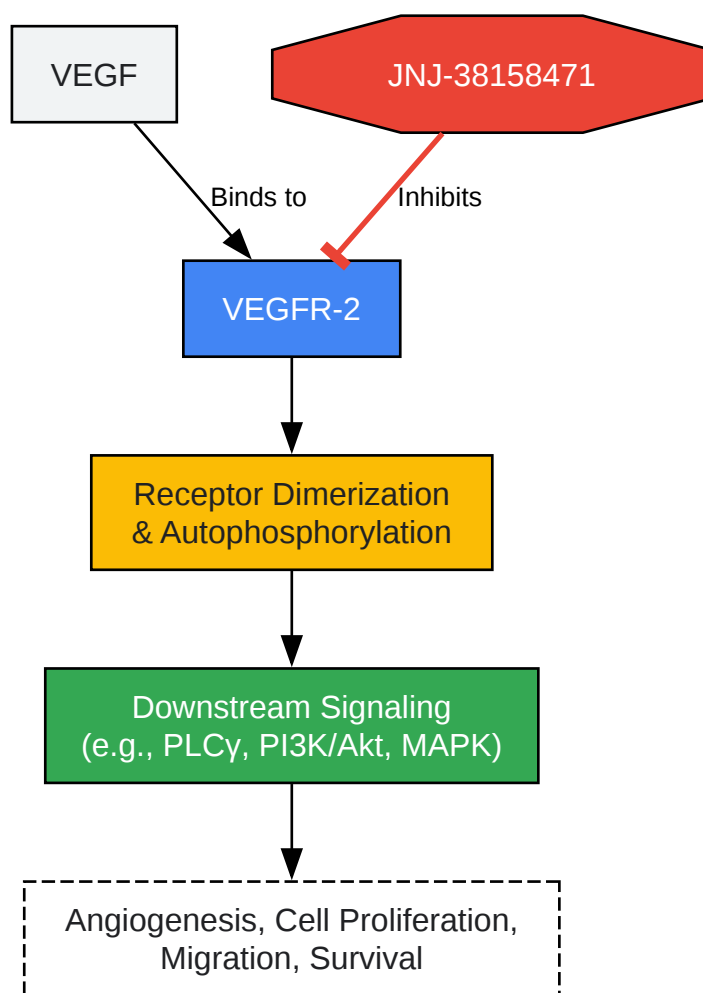 VEGF
JNJ-38158471
Binds to
Inhibits
VEGFR-2
Receptor Dimerization
& Autophosphorylation
Downstream Signaling
(e.g., PLCγ, PI3K/Akt, MAPK)
Angiogenesis, Cell Proliferation,
Migration, Survival